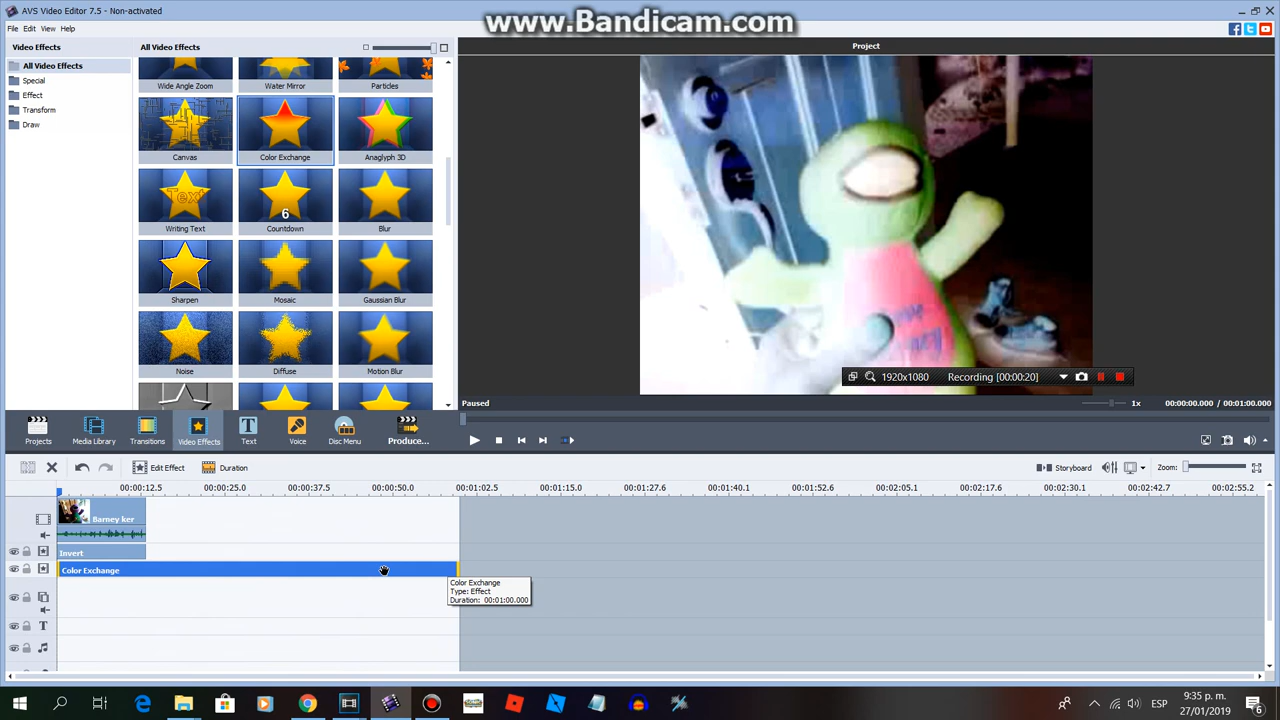 AVS Video Editor 7.5 - Non-activated
www.Bandicam.com
File Edit View Help
Video Effects
All Video Effects
Project
All Video Effects
Special
Effect
Transform
Draw
Wide Angle Zoom
Water Mirror
Particles
Canvas
Color Exchange
Anaglyph 3D
Text
6
Writing Text
Countdown
Blur
Sharpen
Mosaic
Gaussian Blur
Noise
Diffuse
Motion Blur
1920x1080
Recording [00:00:20]
Paused
1x
00:00:00.000 / 00:01:00.000
Projects
Media Library
Transitions
Video Effects
Text
Voice
Disc Menu
Produce...
Edit Effect
Duration
Storyboard
Zoom:
00:00:12.5 00:00:25.0 00:00:37.5 00:00:50.0 00:01:02.5 00:01:15.0 00:01:27.6 00:01:40.1 00:01:52.6 00:02:05.1 00:02:17.6 00:02:30.1 00:02:42.7 00:02:55.2
Barney ker
Invert
Color Exchange
Color Exchange
Type: Effect
Duration: 00:01:00.000
T
ESP
9:35 p. m.
27/01/2019
6